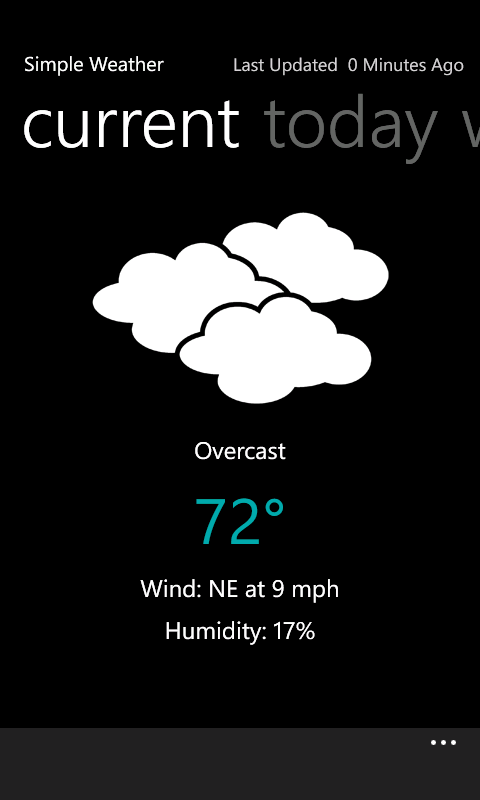 Simple Weather Last Updated 0 Minutes Ago
current today w
Overcast
72°
Wind: NE at 9 mph
Humidity: 17%